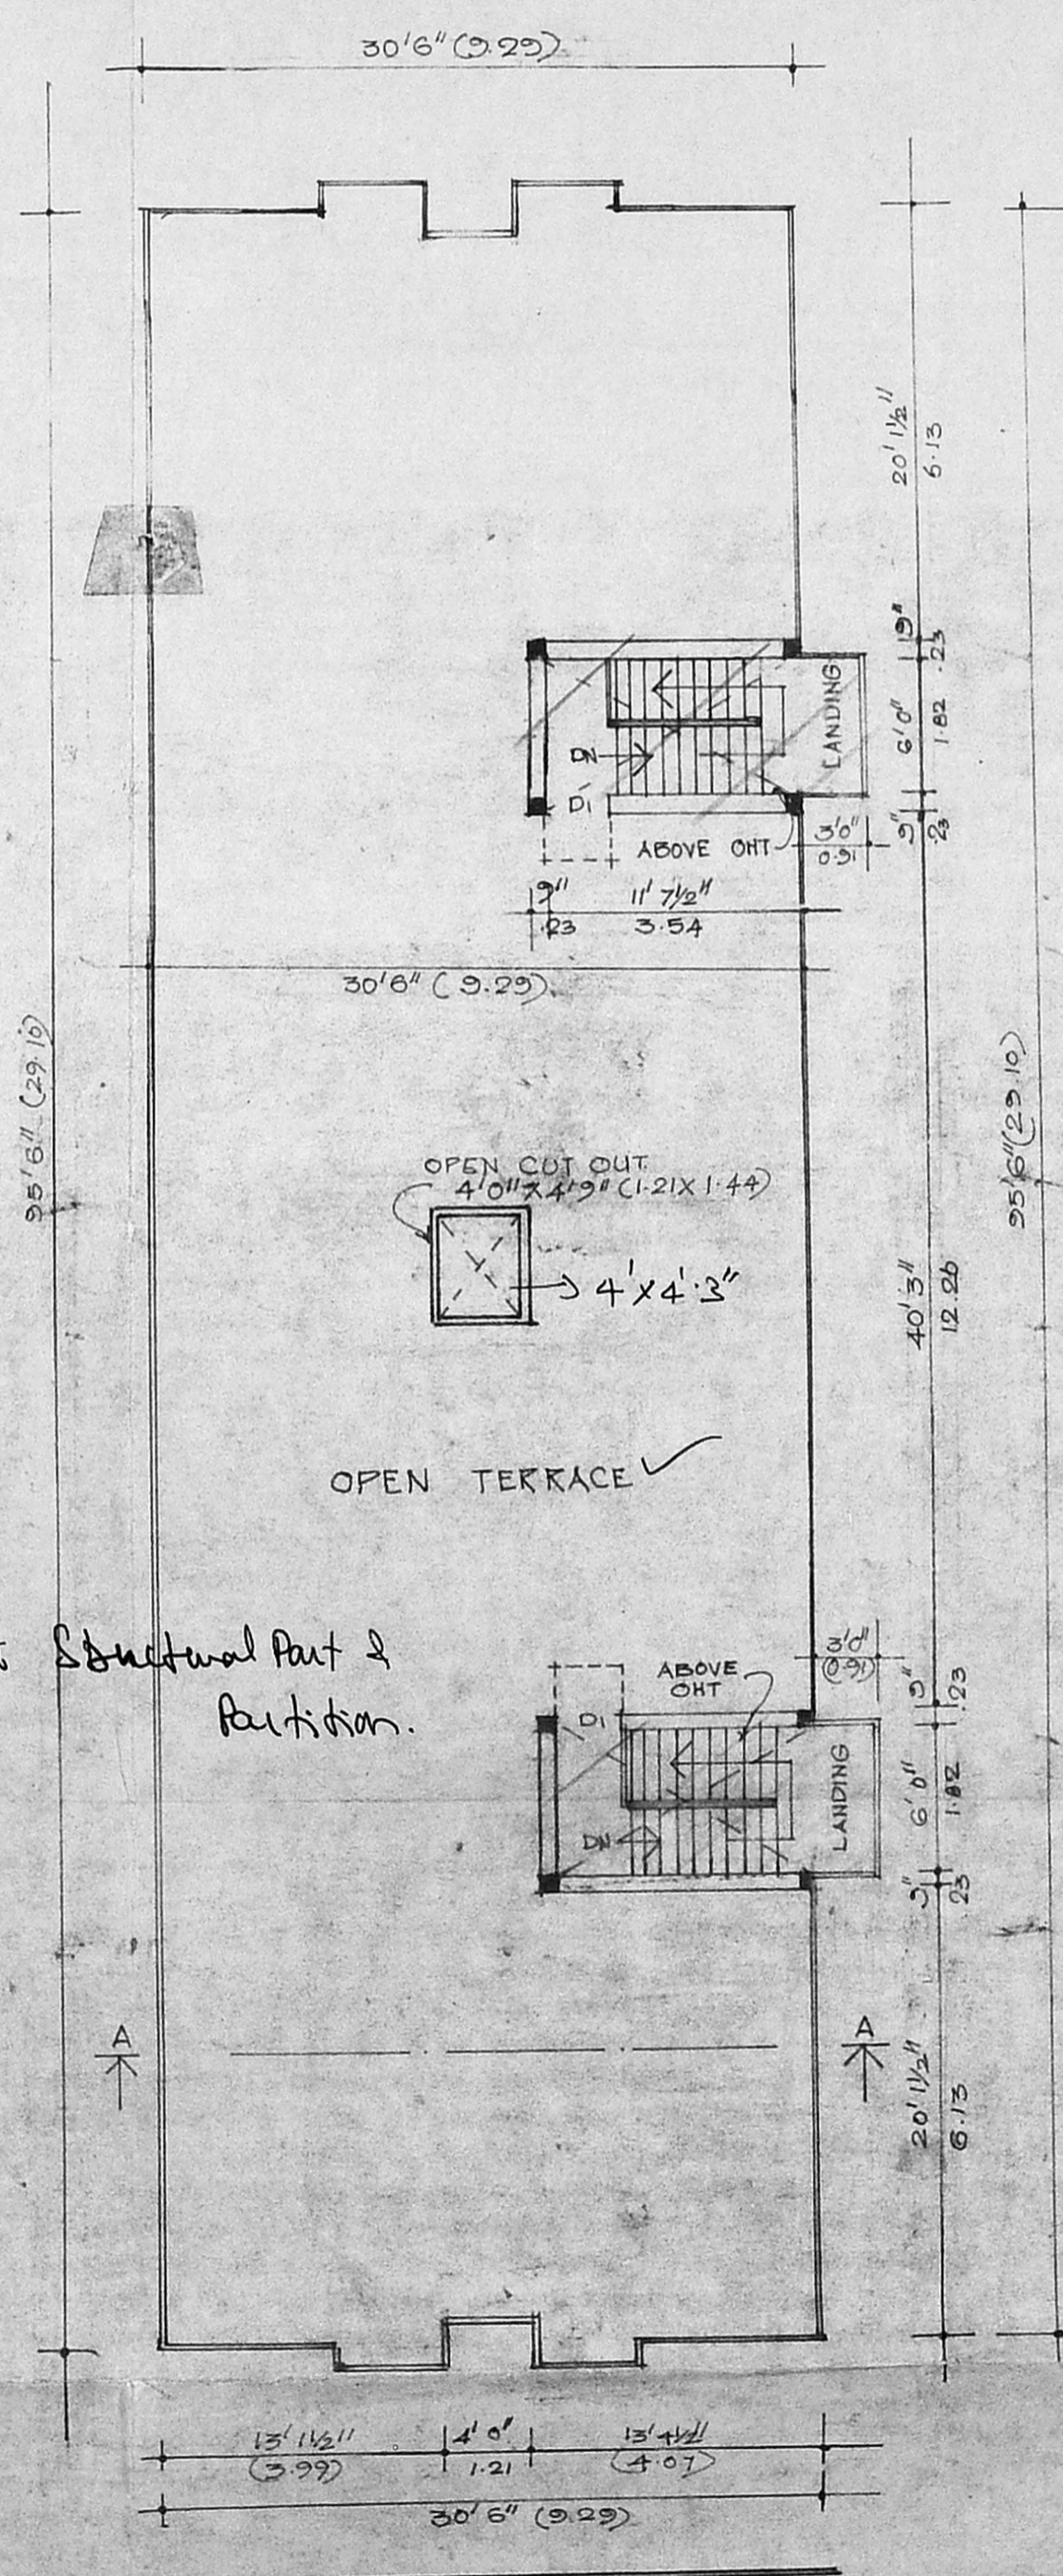 30'6" (9.29)
20' 1½"
6.13
9"
.23
LANDING
6'0"
1.82
DN
D1
9"
.23
ABOVE OHT
3'0"
0.91
9"
.23
11' 7½"
3.54
30'6" (9.29)
95'6" (29.10)
95'6" (29.10)
OPEN CUT OUT
4'0" X 4'9" (1.21 X 1.44)
4' x 4'.3"
40'3"
12.26
OPEN TERRACE
Structural Part &
Partition.
3'0"
(0.91)
ABOVE
OHT
9"
.23
D1
LANDING
6'0"
1.82
DN
9"
.23
A
A
20' 1½"
6.13
13' 1½"
(3.99)
4' 0"
1.21
13' 4½"
(4.07)
30' 6" (9.29)